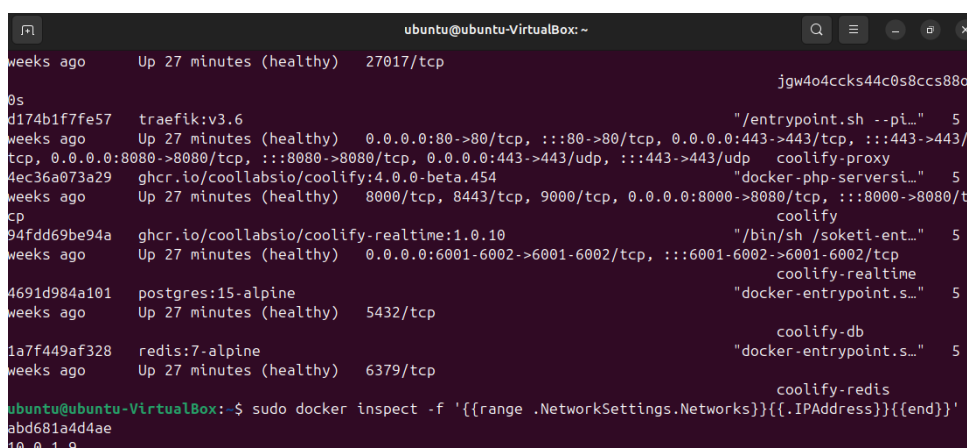 ubuntu@ubuntu-VirtualBox: ~
weeks ago Up 27 minutes (healthy) 27017/tcp
jgw4o4ccks44c0s8ccs88o
0s
d174b1f7fe57 traefik:v3.6 "/entrypoint.sh --pi…" 5
weeks ago Up 27 minutes (healthy) 0.0.0.0:80->80/tcp, :::80->80/tcp, 0.0.0.0:443->443/tcp, :::443->443/
tcp, 0.0.0.0:8080->8080/tcp, :::8080->8080/tcp, 0.0.0.0:443->443/udp, :::443->443/udp coolify-proxy
4ec36a073a29 ghcr.io/coollabsio/coolify:4.0.0-beta.454 "docker-php-serversi…" 5
weeks ago Up 27 minutes (healthy) 8000/tcp, 8443/tcp, 9000/tcp, 0.0.0.0:8000->8080/tcp, :::8000->8080/t
cp coolify
94fdd69be94a ghcr.io/coollabsio/coolify-realtime:1.0.10 "/bin/sh /soketi-ent…" 5
weeks ago Up 27 minutes (healthy) 0.0.0.0:6001-6002->6001-6002/tcp, :::6001-6002->6001-6002/tcp
coolify-realtime
4691d984a101 postgres:15-alpine "docker-entrypoint.s…" 5
weeks ago Up 27 minutes (healthy) 5432/tcp
coolify-db
1a7f449af328 redis:7-alpine "docker-entrypoint.s…" 5
weeks ago Up 27 minutes (healthy) 6379/tcp
coolify-redis
ubuntu@ubuntu-VirtualBox:~$ sudo docker inspect -f '{{range .NetworkSettings.Networks}}{{.IPAddress}}{{end}}'
abd681a4d4ae
10.0.1.9